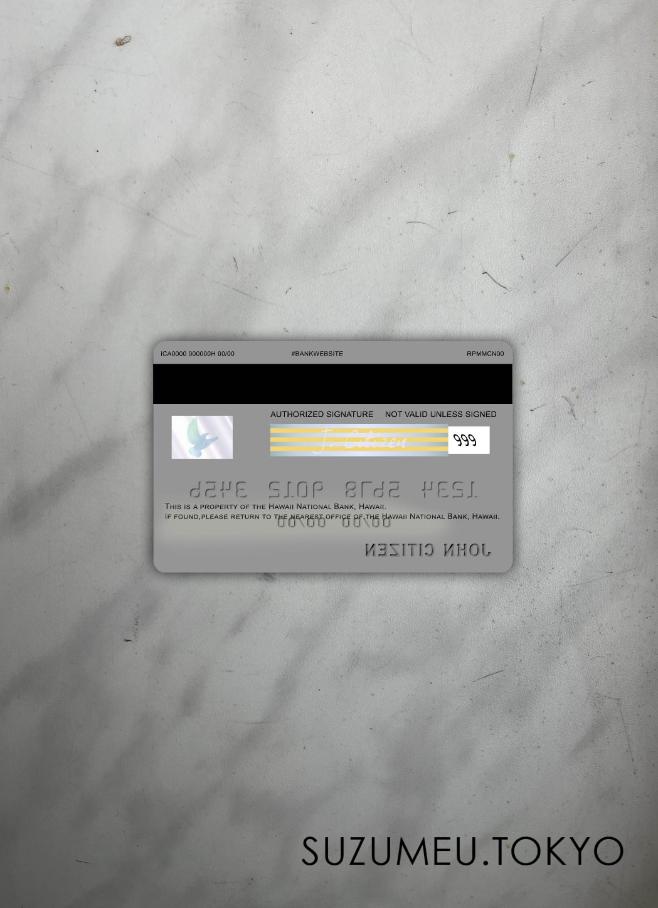 ICA0000 000000H 00/00 #BANKWEBSITE RPMMCN00
AUTHORIZED SIGNATURE NOT VALID UNLESS SIGNED
J. Citizen 999
1234 5678 9012 3456
THIS IS A PROPERTY OF THE HAWAII NATIONAL BANK, HAWAII.
IF FOUND,PLEASE RETURN TO THE NEAREST OFFICE OF THE HAWAII NATIONAL BANK, HAWAII.
00/00 00/00
JOHN CITIZEN
SUZUMEU.TOKYO